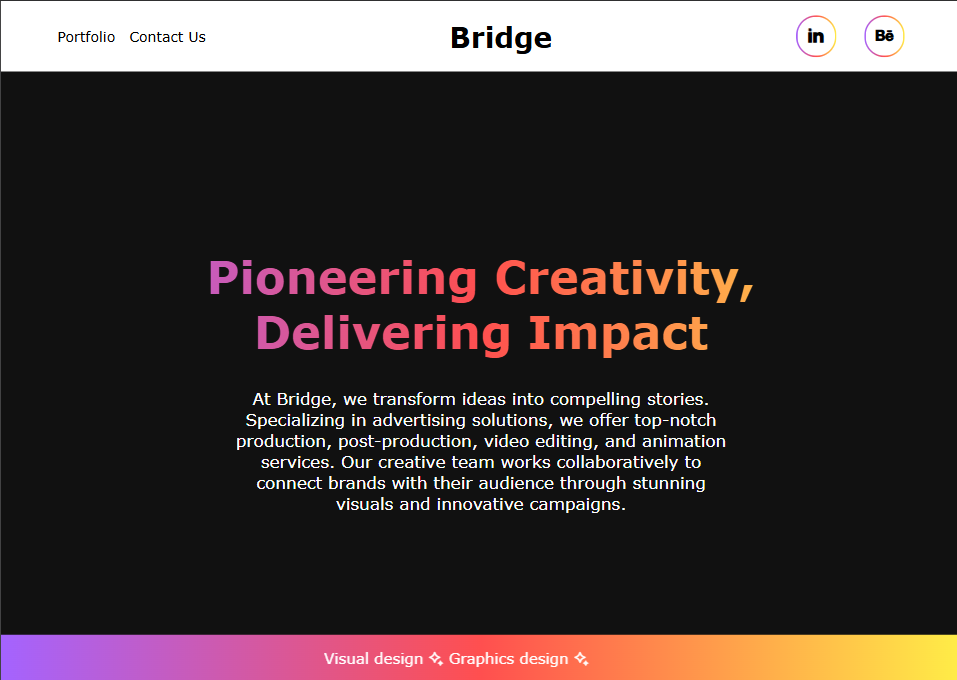 Portfolio Contact Us
Bridge
in
Bē
Pioneering Creativity,
Delivering Impact
At Bridge, we transform ideas into compelling stories.
Specializing in advertising solutions, we offer top-notch
production, post-production, video editing, and animation
services. Our creative team works collaboratively to
connect brands with their audience through stunning
visuals and innovative campaigns.
Visual design Graphics design